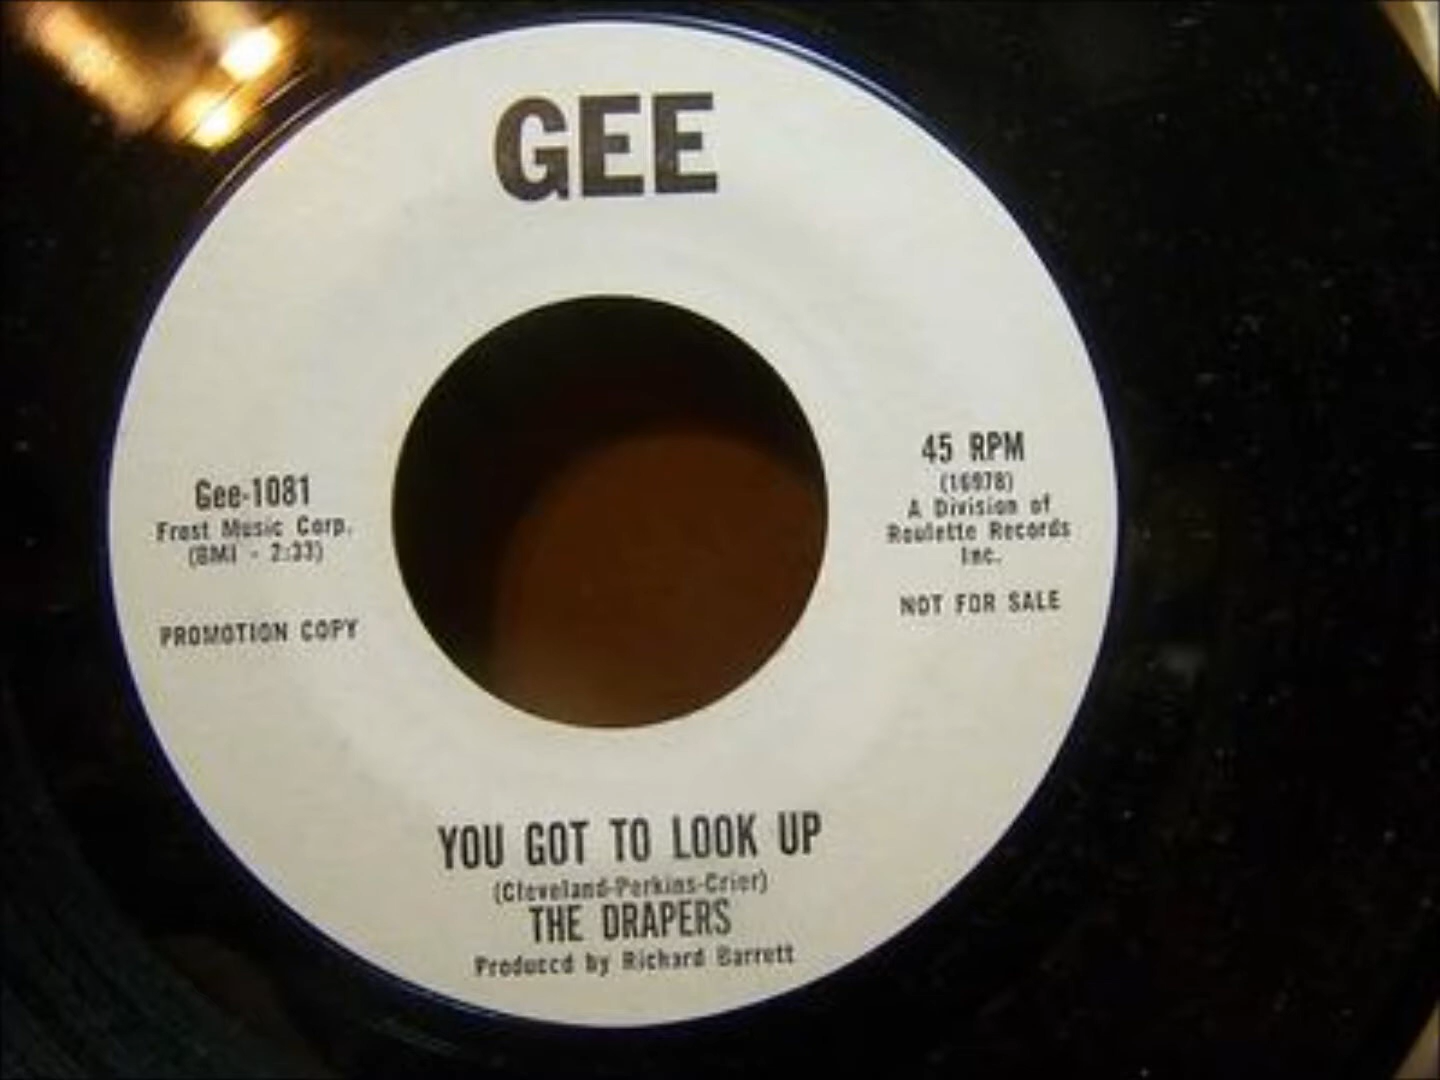 GEE
Gee-1081
Frost Music Corp.
(BMI - 2:33)
PROMOTION COPY
45 RPM
(16978)
A Division of
Roulette Records
Inc.
NOT FOR SALE
YOU GOT TO LOOK UP
(Cleveland-Perkins-Crier)
THE DRAPERS
Produced by Richard Barrett